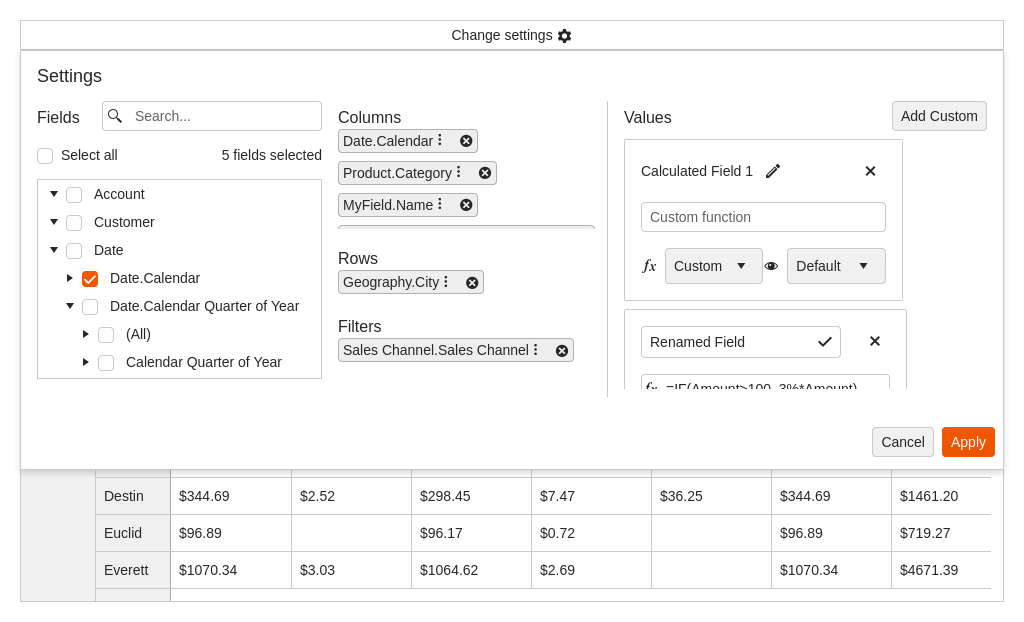 Change settings
Settings
Fields
Search...
Select all
5 fields selected
Account
Customer
Date
Date.Calendar
Date.Calendar Quarter of Year
(All)
Calendar Quarter of Year
Columns
Date.Calendar
Product.Category
MyField.Name
Rows
Geography.City
Filters
Sales Channel.Sales Channel
Values
Add Custom
Calculated Field 1
Custom function
fx Custom Default
Renamed Field
fx =IF(Amount>100, 3%*Amount)
Cancel Apply
Destin $344.69 $2.52 $298.45 $7.47 $36.25 $344.69 $1461.20
Euclid $96.89 $96.17 $0.72 $96.89 $719.27
Everett $1070.34 $3.03 $1064.62 $2.69 $1070.34 $4671.39